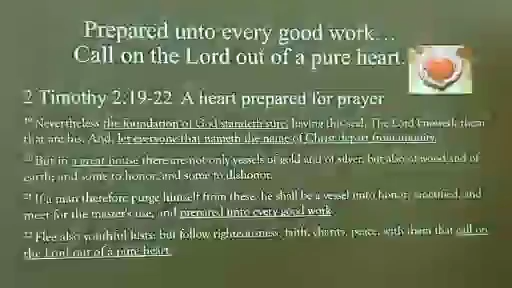 Prepared unto every good work…
Call on the Lord out of a pure heart.
2 Timothy 2:19-22 A heart prepared for prayer
19 Nevertheless the foundation of God standeth sure, having this seal, The Lord knoweth them
that are his. And, let everyone that nameth the name of Christ depart from iniquity.
20 But in a great house there are not only vessels of gold and of silver, but also of wood and of
earth; and some to honor, and some to dishonor.
21 If a man therefore purge himself from these, he shall be a vessel unto honor, sanctified, and
meet for the master's use, and prepared unto every good work.
22 Flee also youthful lusts: but follow righteousness, faith, charity, peace, with them that call on
the Lord out of a pure heart.